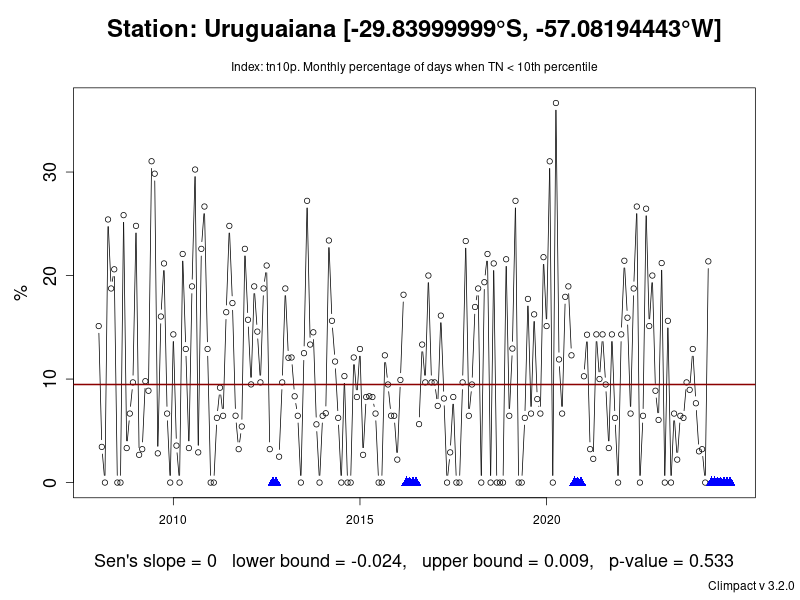 Station: Uruguaiana [-29.83999999°S, -57.08194443°W]
Index: tn10p. Monthly percentage of days when TN < 10th percentile
%
30
20
10
0
2010 2015 2020
Sen's slope = 0 lower bound = -0.024, upper bound = 0.009, p-value = 0.533
Climpact v 3.2.0